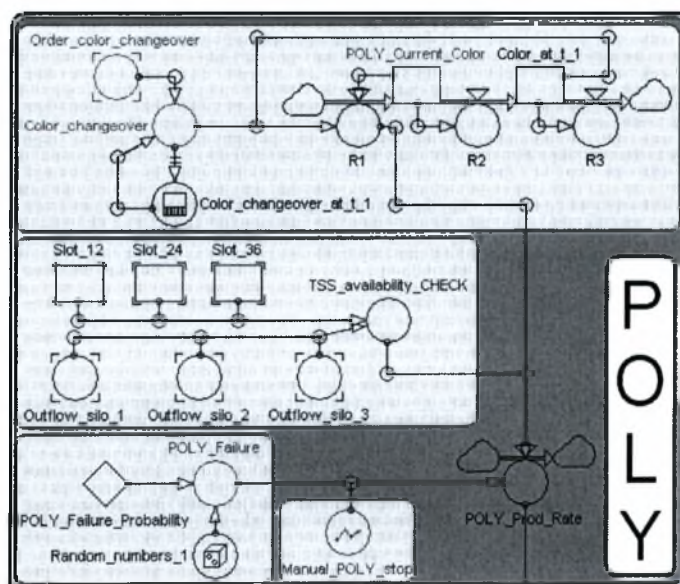 Order_color_changeover
POLY_Current_Color
Color_at_t_1
Color_changeover
R1
R2
R3
Color_changeover_at_t_1
Slot_12
Slot_24
Slot_36
TSS_availability_CHECK
Outflow_silo_1
Outflow_silo_2
Outflow_silo_3
POLY
POLY_Failure
POLY_Failure_Probability
POLY_Prod_Rate
Random_numbers_1
Manual_POLY_stop